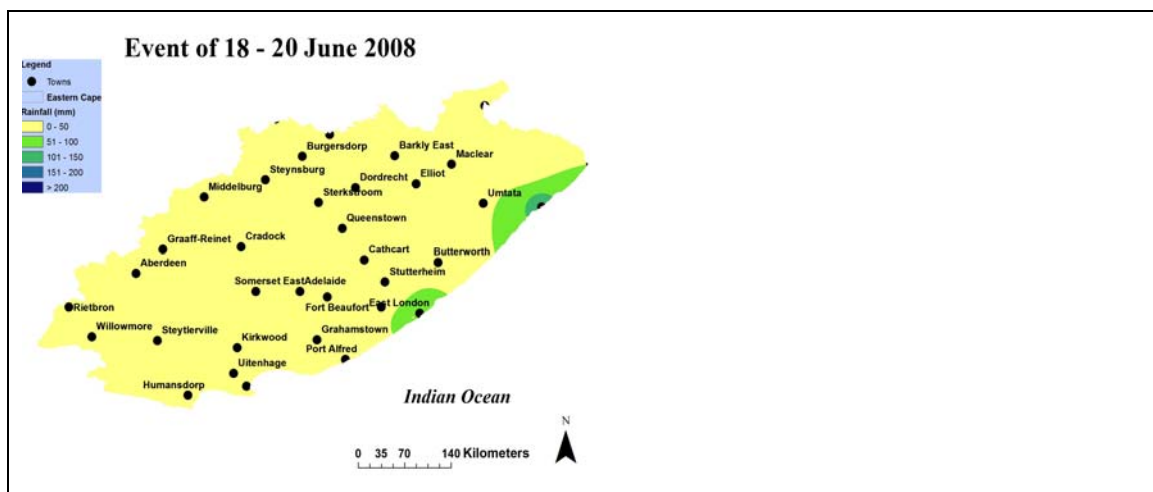 Event of 18 - 20 June 2008
Legend
Towns
Eastern Cape
Rainfall (mm)
0 - 50
51 - 100
101 - 150
151 - 200
> 200
Burgersdorp
Barkly East
Maclear
Steynsburg
Dordrecht
Elliot
Middelburg
Sterkstroom
Umtata
Queenstown
Graaff-Reinet
Cradock
Cathcart
Butterworth
Aberdeen
Stutterheim
Somerset East
Adelaide
Rietbron
Fort Beaufort
East London
Willowmore
Steytlerville
Kirkwood
Grahamstown
Port Alfred
Uitenhage
Humansdorp
Indian Ocean
N
0 35 70 140 Kilometers